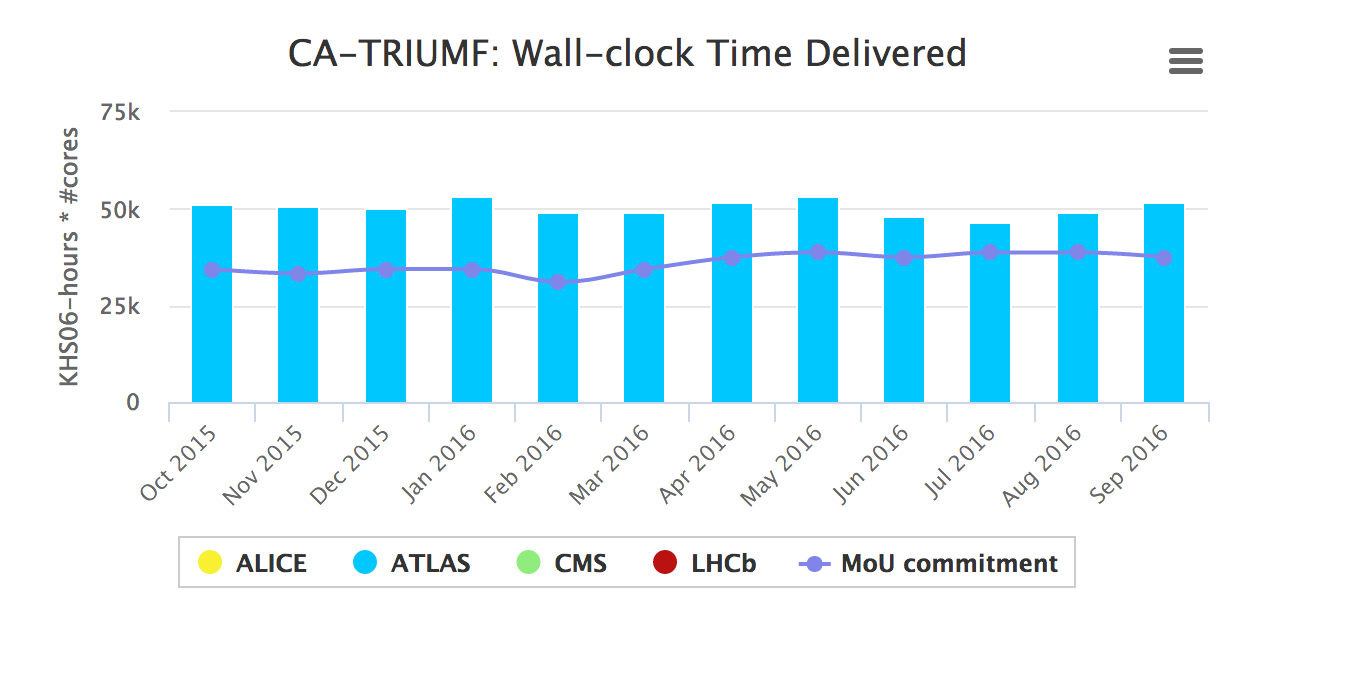 CA-TRIUMF: Wall-clock Time Delivered
KHS06-hours * #cores
75k
50k
25k
0
Oct 2015
Nov 2015
Dec 2015
Jan 2016
Feb 2016
Mar 2016
Apr 2016
May 2016
Jun 2016
Jul 2016
Aug 2016
Sep 2016
ALICE ATLAS CMS LHCb MoU commitment